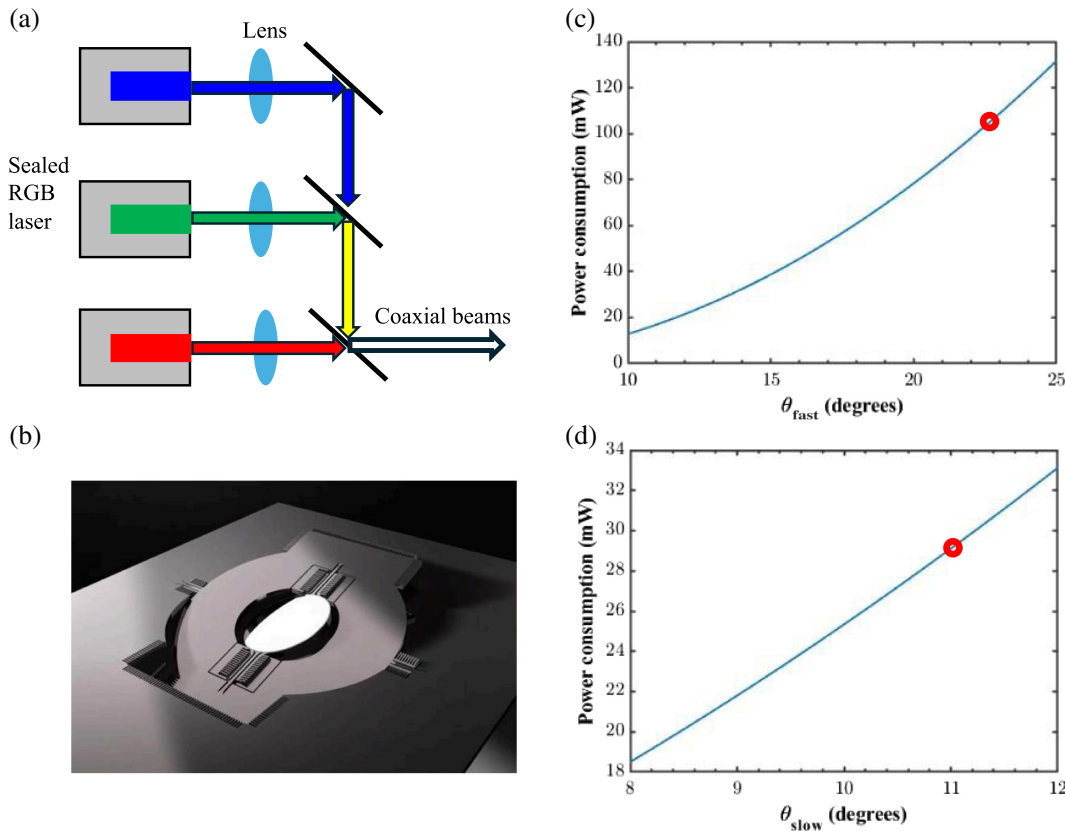 (a)
Lens
Sealed
RGB
laser
Coaxial beams
(b)
(c)
Power consumption (mW)
140
120
100
80
60
40
20
0
10
15
20
25
θfast (degrees)
(d)
Power consumption (mW)
34
32
30
28
26
24
22
20
18
8
9
10
11
12
θslow (degrees)